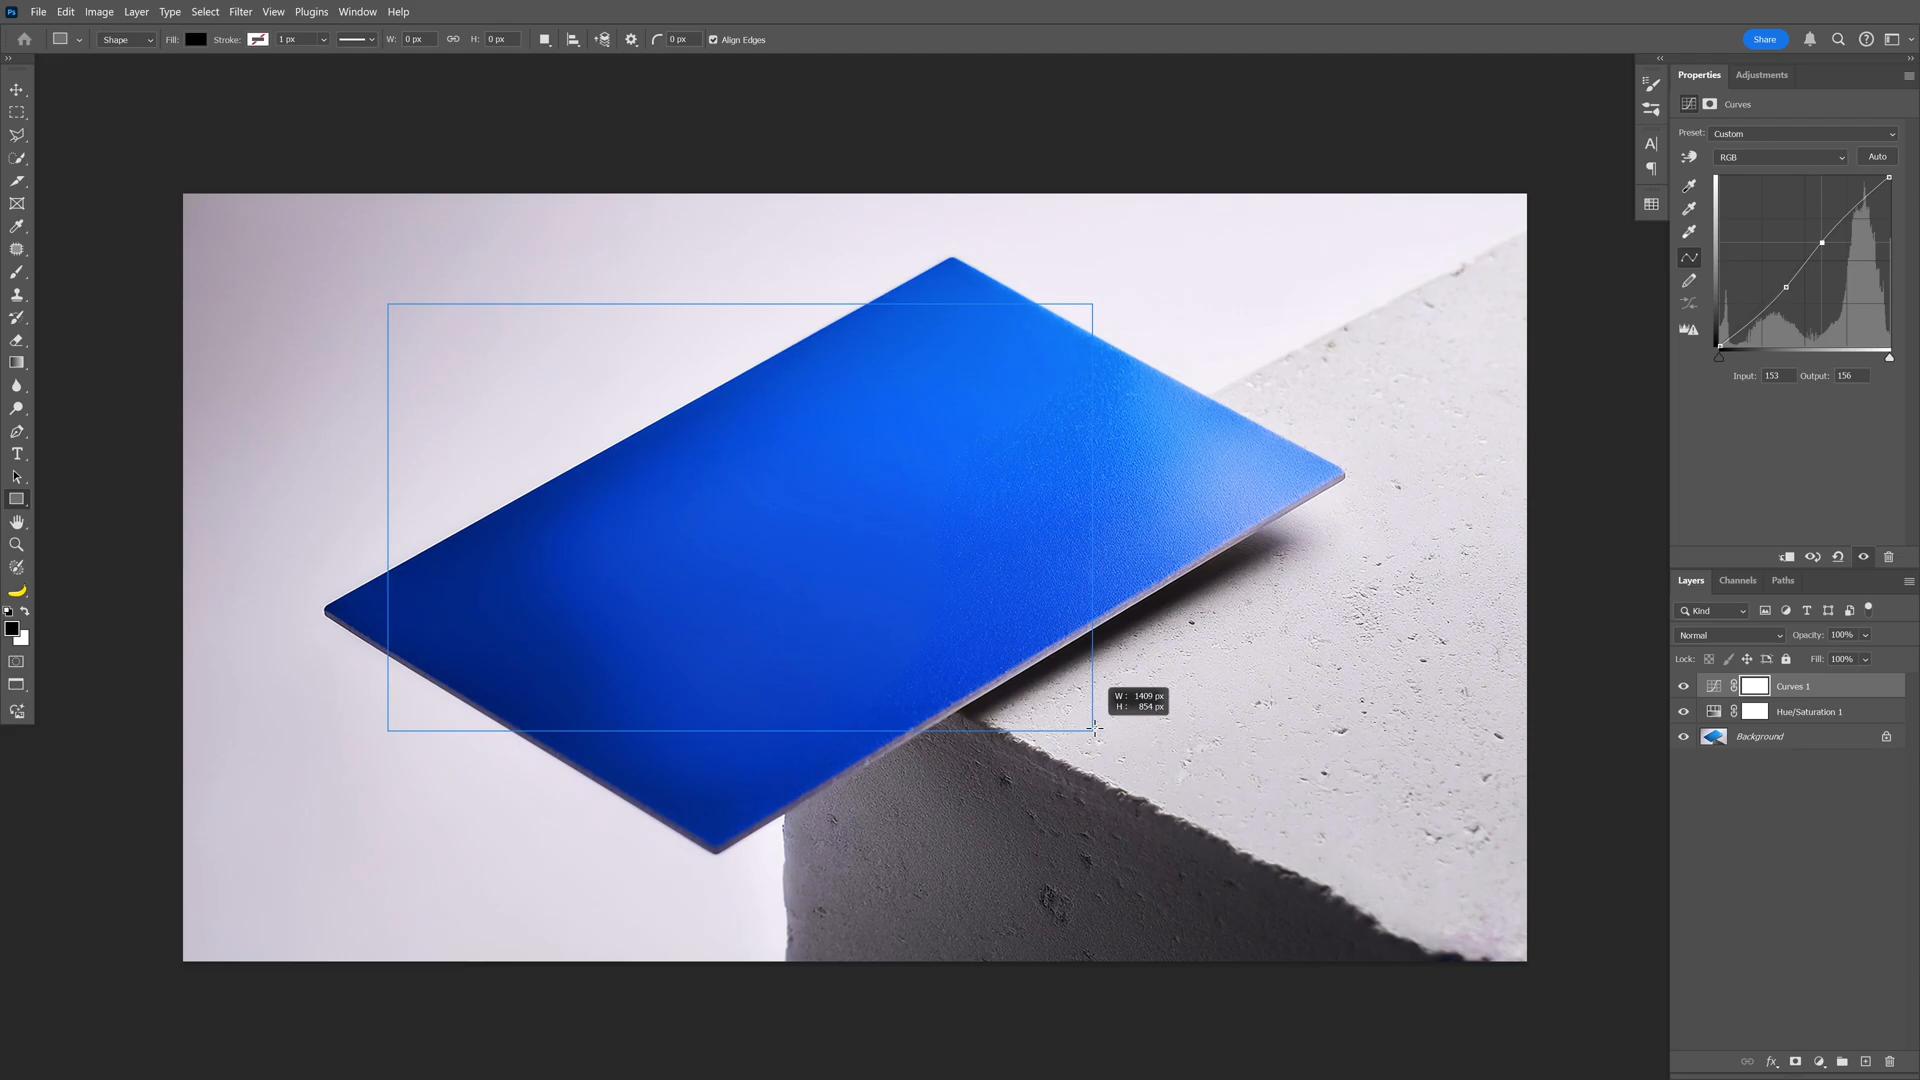 Ps File Edit Image Layer Type Select Filter View Plugins Window Help
Shape Fill: Stroke: 1 px W: 0 px H: 0 px 0 px Align Edges Share
Properties Adjustments
Curves
Preset: Custom
RGB Auto
Input: 153 Output: 156
W: 1409 px
H: 854 px
Layers Channels Paths
Kind
Normal Opacity: 100%
Lock: Fill: 100%
Curves 1
Hue/Saturation 1
Background